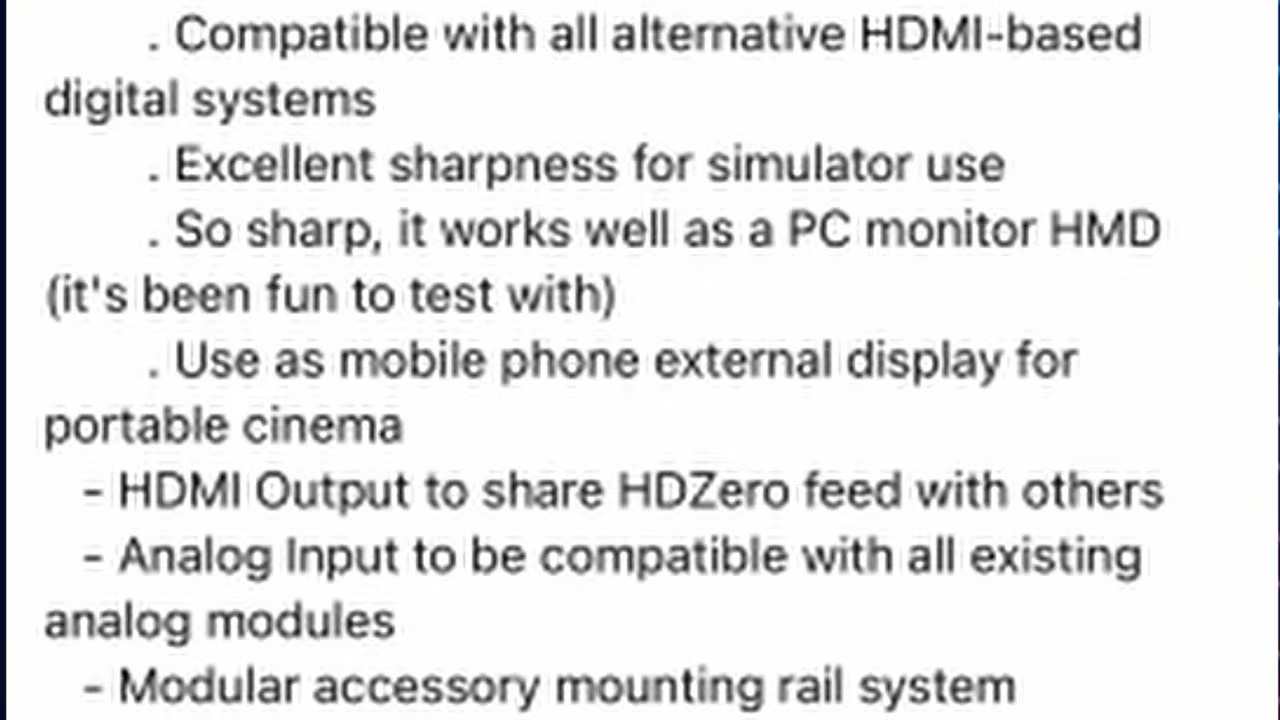 . Compatible with all alternative HDMI-based
digital systems
. Excellent sharpness for simulator use
. So sharp, it works well as a PC monitor HMD
(it's been fun to test with)
. Use as mobile phone external display for
portable cinema
- HDMI Output to share HDZero feed with others
- Analog Input to be compatible with all existing
analog modules
- Modular accessory mounting rail system